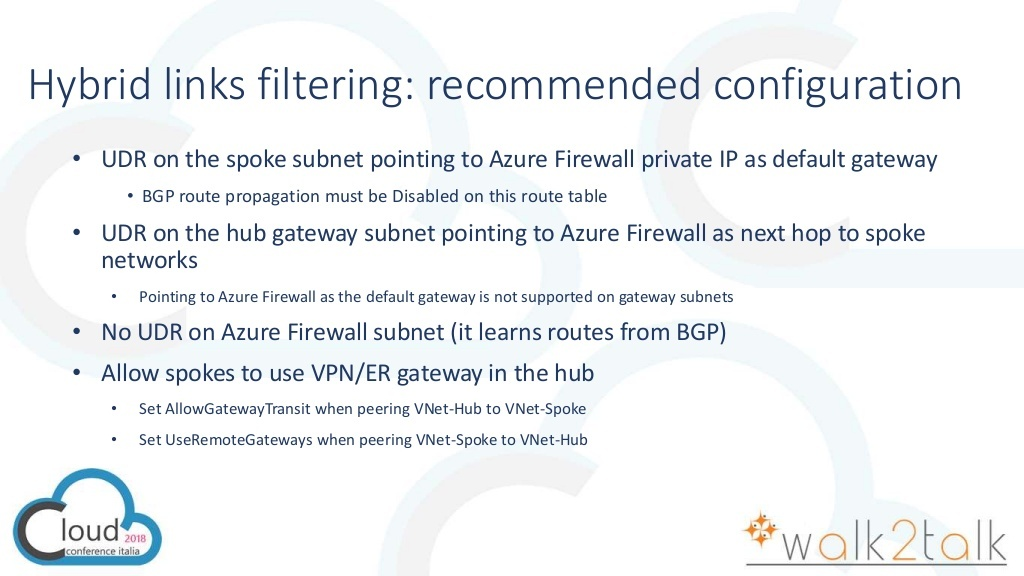 Hybrid links filtering: recommended configuration
• UDR on the spoke subnet pointing to Azure Firewall private IP as default gateway
• BGP route propagation must be Disabled on this route table
• UDR on the hub gateway subnet pointing to Azure Firewall as next hop to spoke
networks
• Pointing to Azure Firewall as the default gateway is not supported on gateway subnets
• No UDR on Azure Firewall subnet (it learns routes from BGP)
• Allow spokes to use VPN/ER gateway in the hub
• Set AllowGatewayTransit when peering VNet-Hub to VNet-Spoke
• Set UseRemoteGateways when peering VNet-Spoke to VNet-Hub
Cloud 2018
conference italia
walk2talk